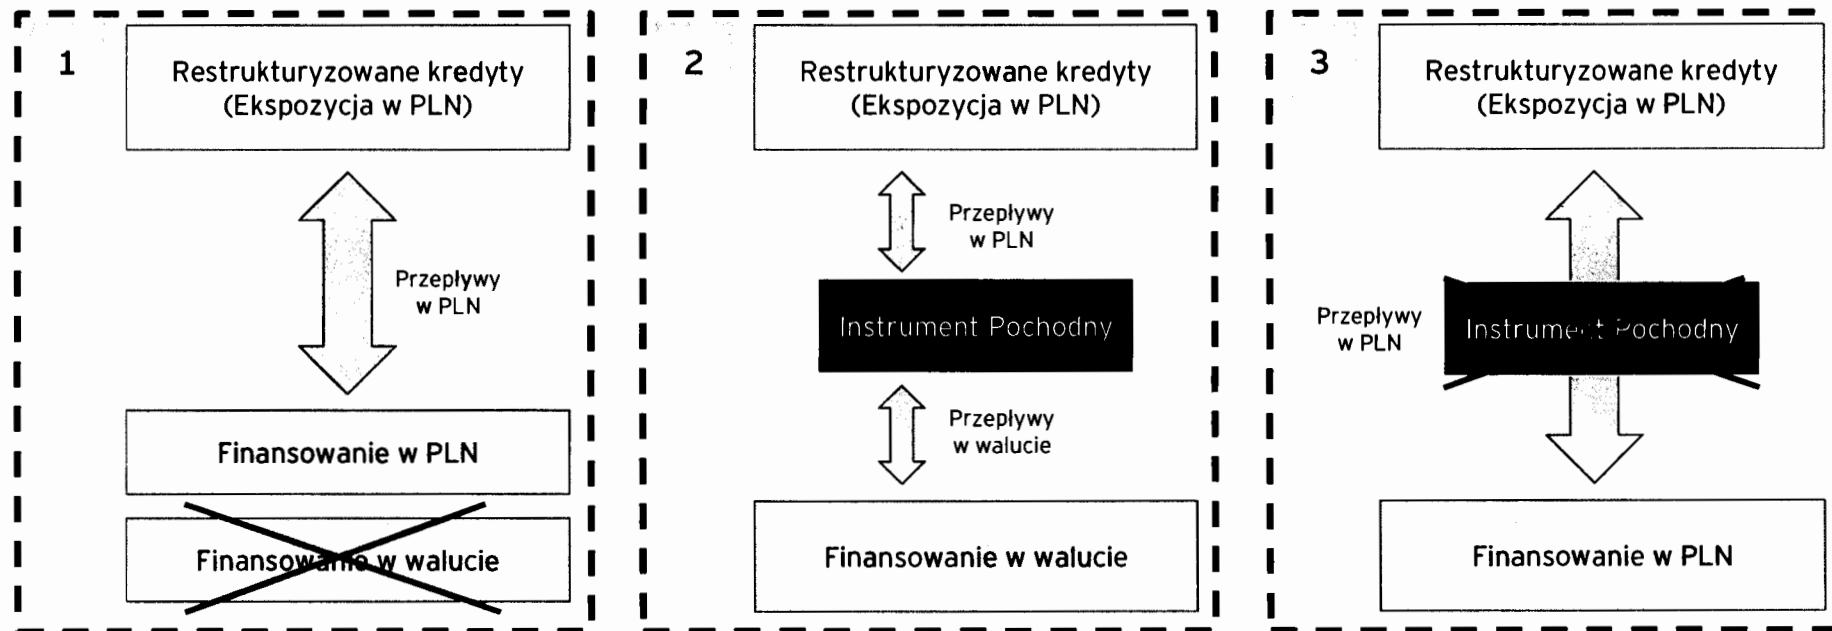 1
Restrukturyzowane kredyty
(Ekspozycja w PLN)
Przepływy
w PLN
Finansowanie w PLN
Finansowanie w walucie
2
Restrukturyzowane kredyty
(Ekspozycja w PLN)
Przepływy
w PLN
Instrument Pochodny
Przepływy
w walucie
Finansowanie w walucie
3
Restrukturyzowane kredyty
(Ekspozycja w PLN)
Przepływy
w PLN
Instrument Pochodny
Finansowanie w PLN